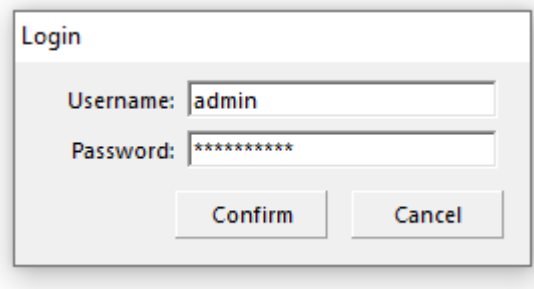 Login
Username: admin
Password: **********
Confirm Cancel